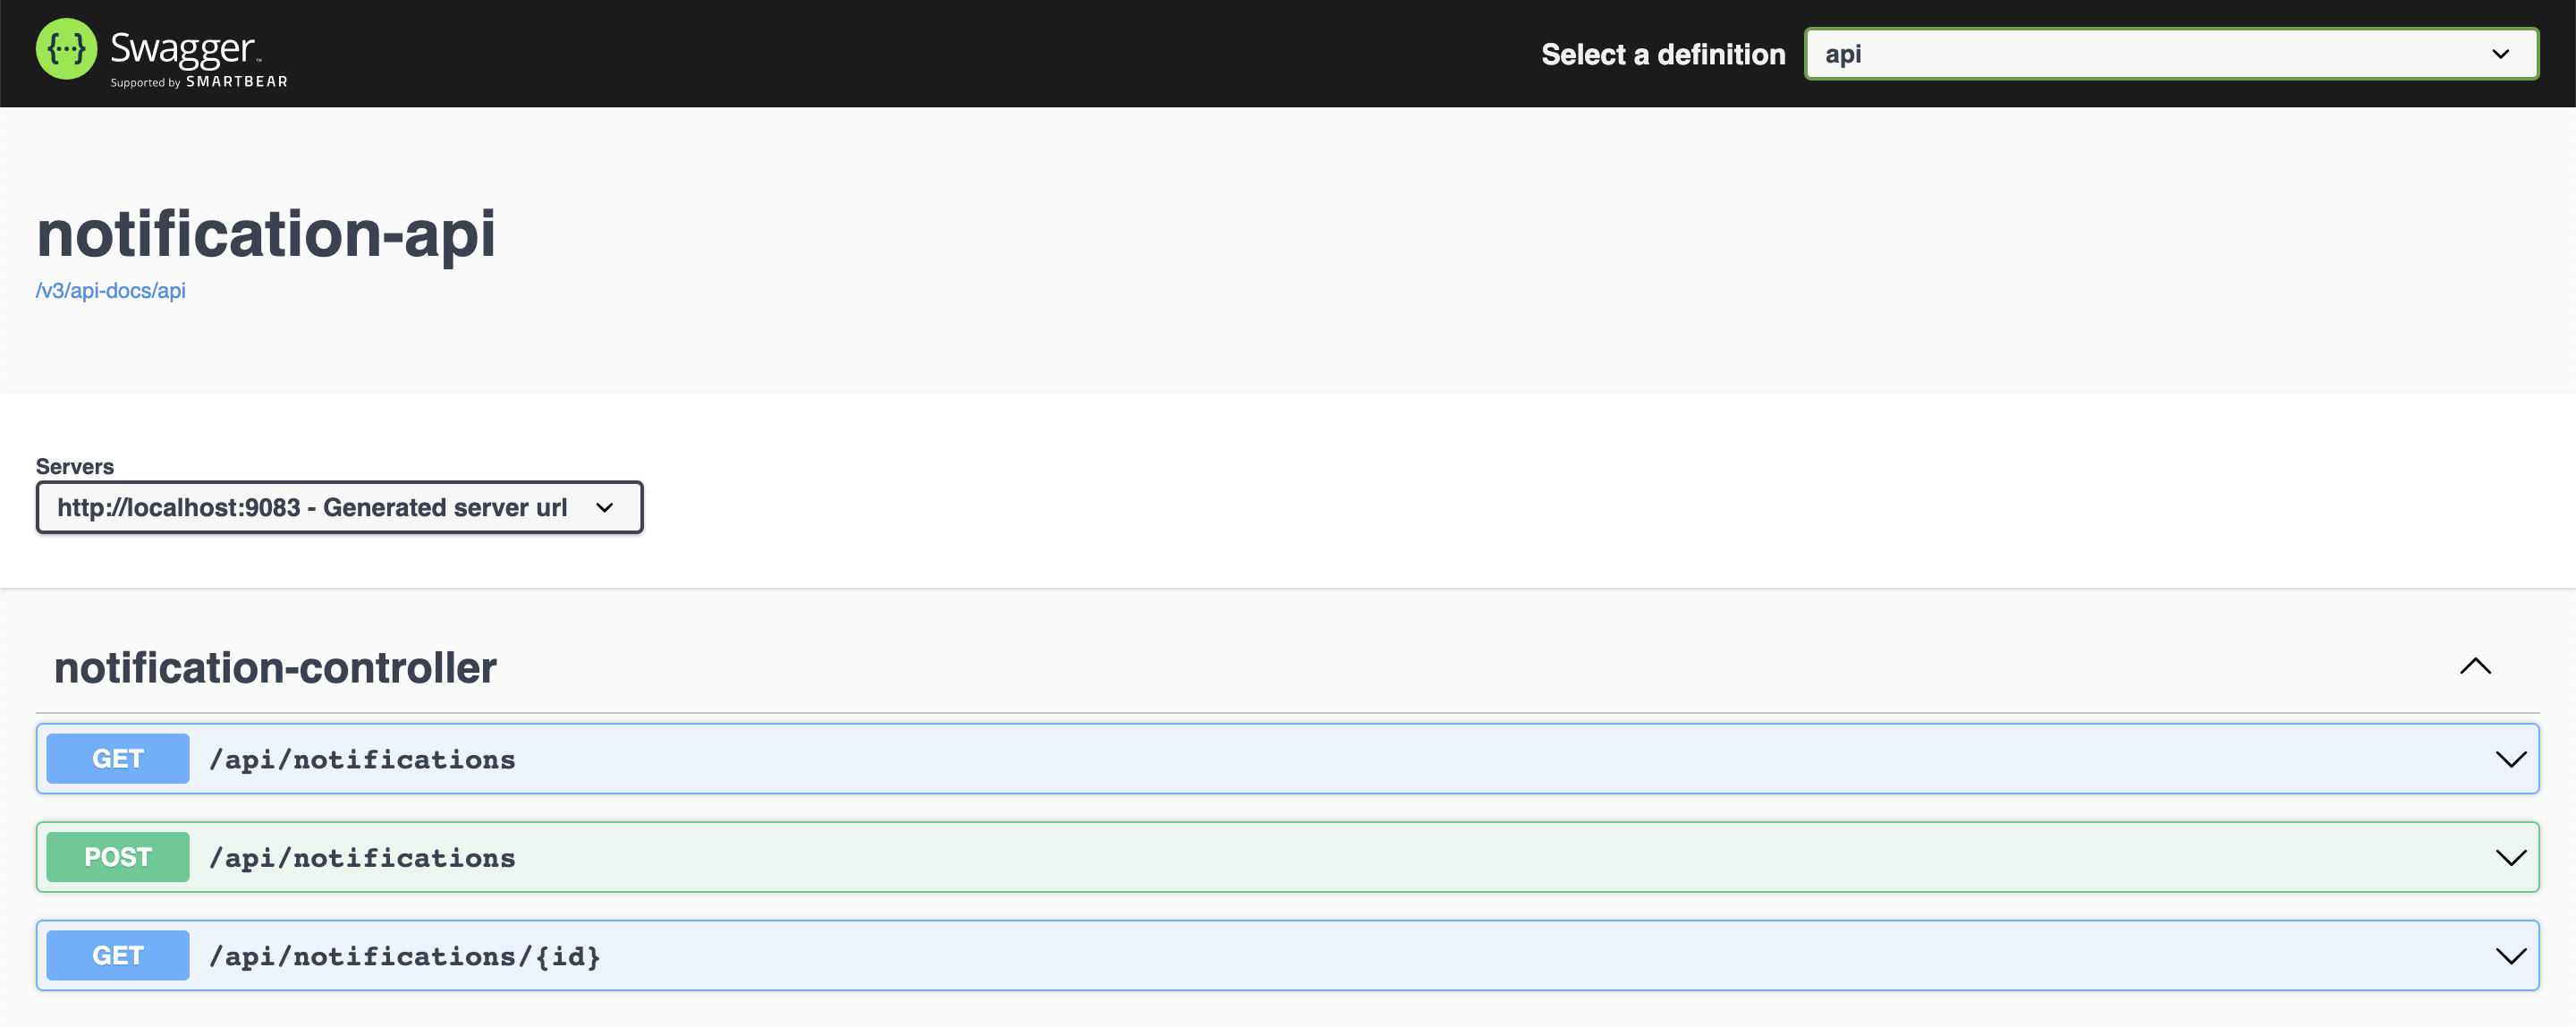 {···} Swagger™
Supported by SMARTBEAR
Select a definition
api
notification-api
/v3/api-docs/api
Servers
http://localhost:9083 - Generated server url
notification-controller
GET /api/notifications
POST /api/notifications
GET /api/notifications/{id}